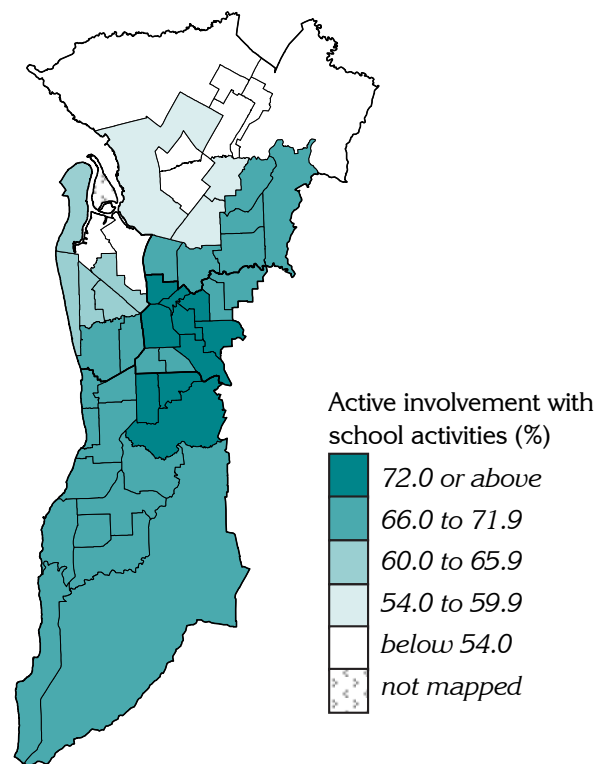 Active involvement with
school activities (%)
72.0 or above
66.0 to 71.9
60.0 to 65.9
54.0 to 59.9
below 54.0
not mapped